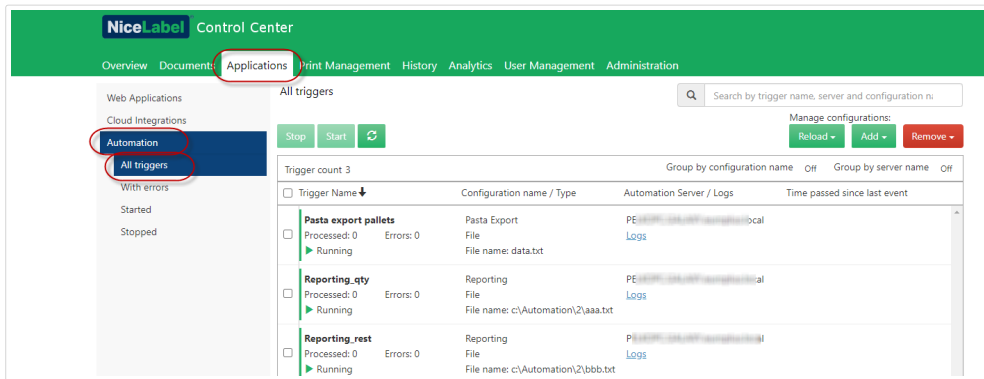 NiceLabel Control Center
Overview Documents Applications Print Management History Analytics User Management Administration
Web Applications
Cloud Integrations
Automation
All triggers
With errors
Started
Stopped
All triggers
Search by trigger name, server and configuration na
Manage configurations:
Stop Start Reload Add Remove
Trigger count 3 Group by configuration name Off Group by server name Off
Trigger Name Configuration name / Type Automation Server / Logs Time passed since last event
Pasta export pallets Pasta Export
Processed: 0 Errors: 0 File Logs
Running File name: data.txt
Reporting_qty Reporting
Processed: 0 Errors: 0 File Logs
Running File name: c:\Automation\2\aaa.txt
Reporting_rest Reporting
Processed: 0 Errors: 0 File Logs
Running File name: c:\Automation\2\bbb.txt